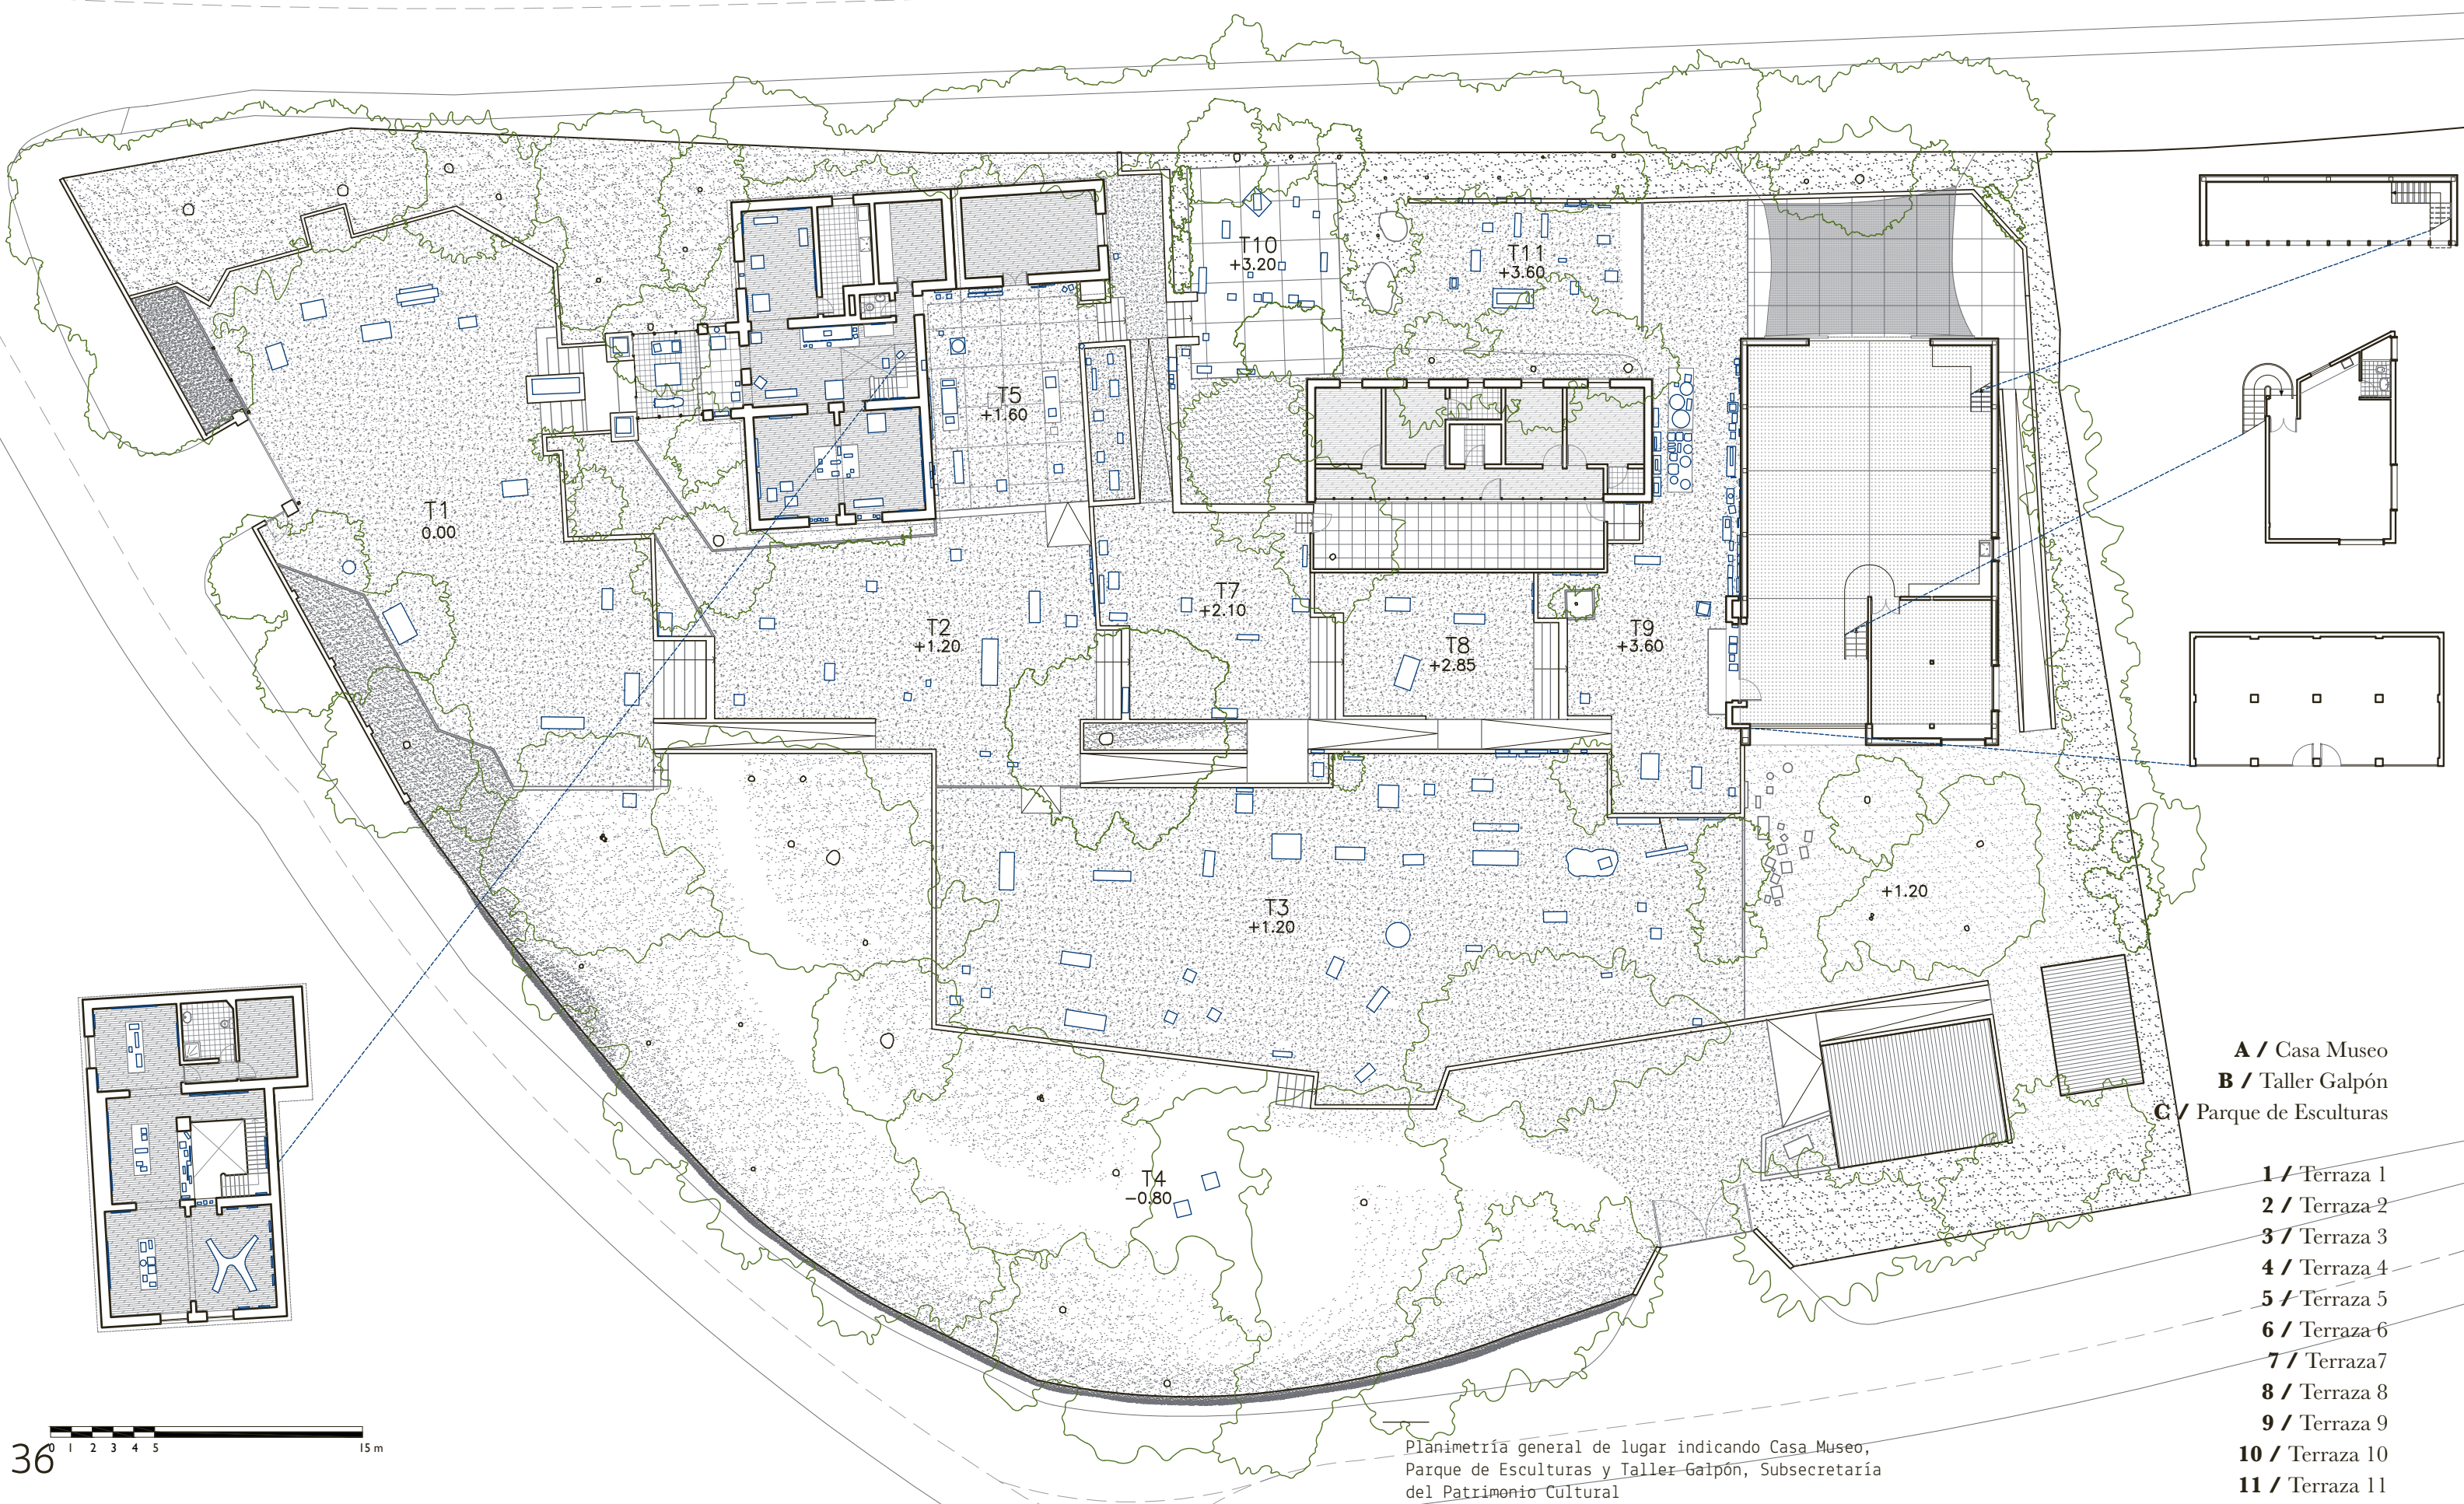 T10
+3.20
T11
+3.60
T5
+1.60
T1
0.00
T2
+1.20
T7
+2.10
T8
+2.85
T9
+3.60
T3
+1.20
+1.20
T4
−0.80
A / Casa Museo
B / Taller Galpón
C / Parque de Esculturas
1 / Terraza 1
2 / Terraza 2
3 / Terraza 3
4 / Terraza 4
5 / Terraza 5
6 / Terraza 6
7 / Terraza7
8 / Terraza 8
9 / Terraza 9
10 / Terraza 10
11 / Terraza 11
36
0 1 2 3 4 5 15 m
Planimetría general de lugar indicando Casa Museo,
Parque de Esculturas y Taller Galpón, Subsecretaría
del Patrimonio Cultural